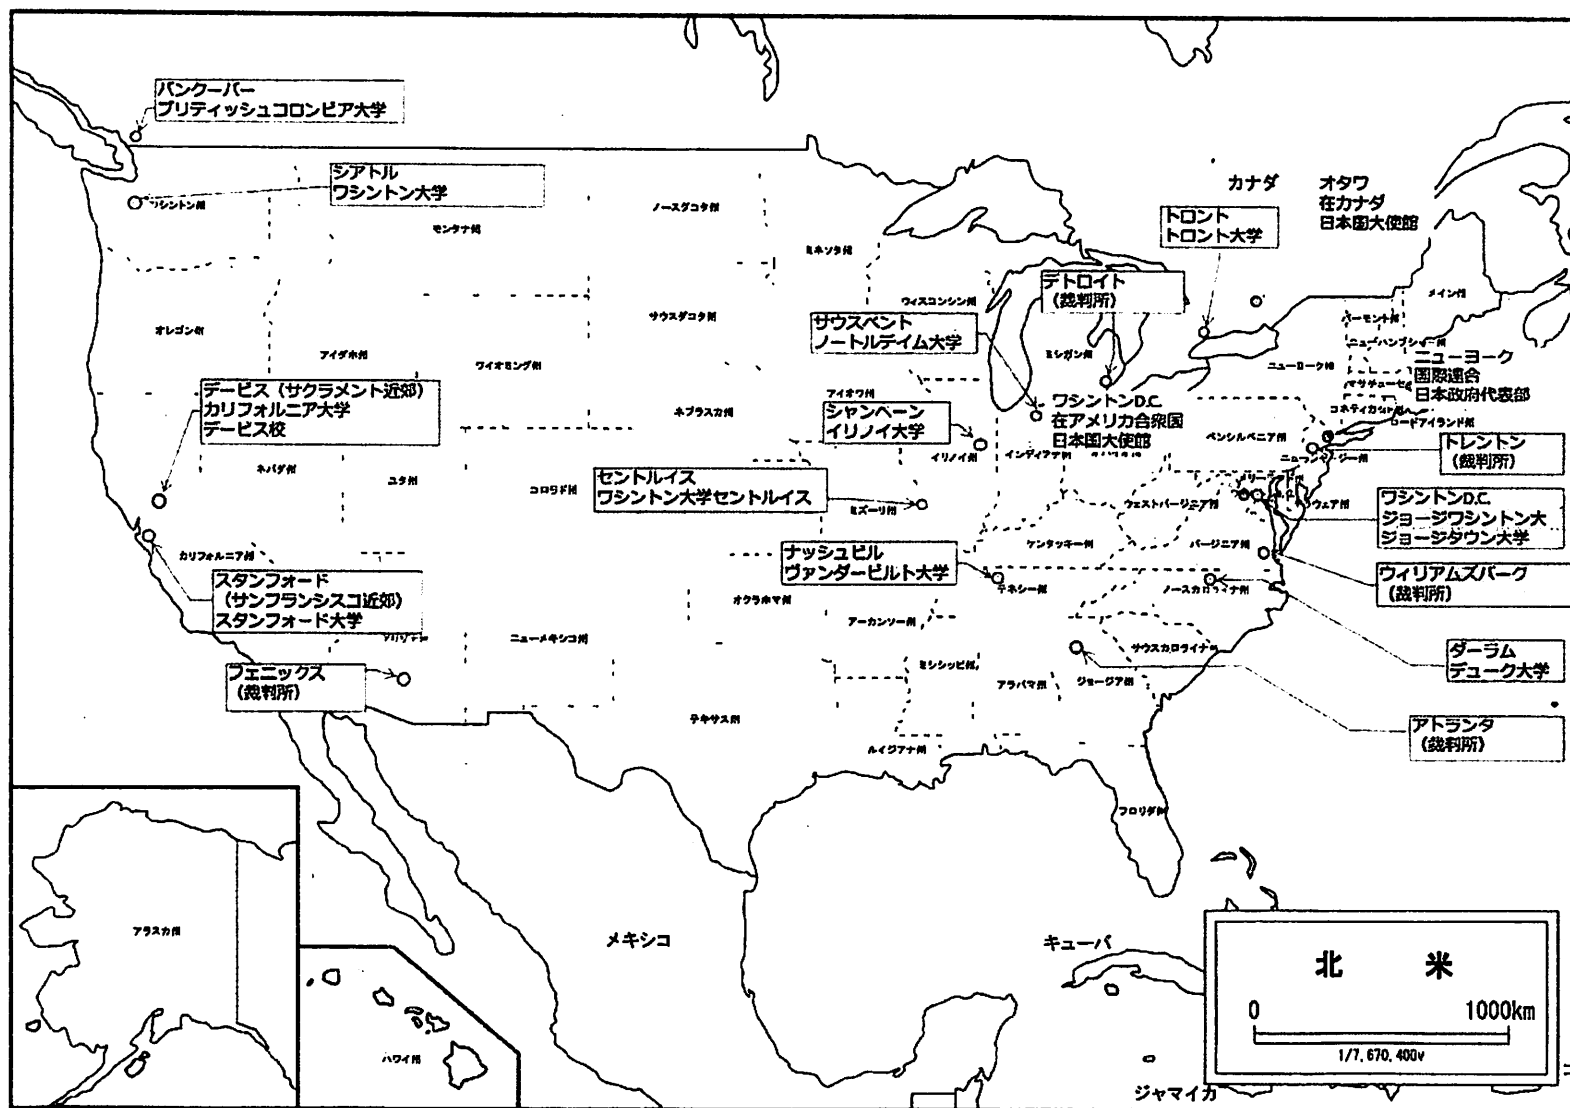 バンクーバー
ブリティッシュコロンビア大学
シアトル
ワシントン大学
ワシントン州
モンタナ州
ノースダコタ州
ミネソタ州
カナダ
オタワ
在カナダ
日本国大使館
トロント
トロント大学
デトロイト
(裁判所)
メイン州
ウィスコンシン州
サウスダコタ州
オレゴン州
アイダホ州
ワイオミング州
サウスベント
ノートルデイム大学
ミシガン州
バーモント州
ニューハンプシャー州
ニューヨーク州
ニューヨーク
国際連合
日本政府代表部
デービス(サクラメント近郊)
カリフォルニア大学
デービス校
アイオワ州
ネブラスカ州
シャンペーン
イリノイ大学
ワシントンD.C.
在アメリカ合衆国
日本国大使館
コネティカット州
ロードアイランド州
ペンシルベニア州
トレントン
(裁判所)
ニュージャージー州
イリノイ州
ネバダ州
ユタ州
コロラド州
セントルイス
ワシントン大学セントルイス
ミズーリ州
ウェストバージニア州
ワシントンD.C.
ジョージワシントン大
ジョージタウン大学
カリフォルニア州
ケンタッキー州
バージニア州
ナッシュビル
ヴァンダービルト大学
ウィリアムズバーグ
(裁判所)
スタンフォード
(サンフランシスコ近郊)
スタンフォード大学
オクラホマ州
テネシー州
ノースカロライナ州
アーカンソー州
ニューメキシコ州
サウスカロライナ州
ダーラム
デューク大学
フェニックス
(裁判所)
ミシシッピ州
アラバマ州
ジョージア州
テキサス州
ルイジアナ州
アトランタ
(裁判所)
フロリダ州
アラスカ州
メキシコ
キューバ
ハワイ州
ジャマイカ
北 米
0 1000km